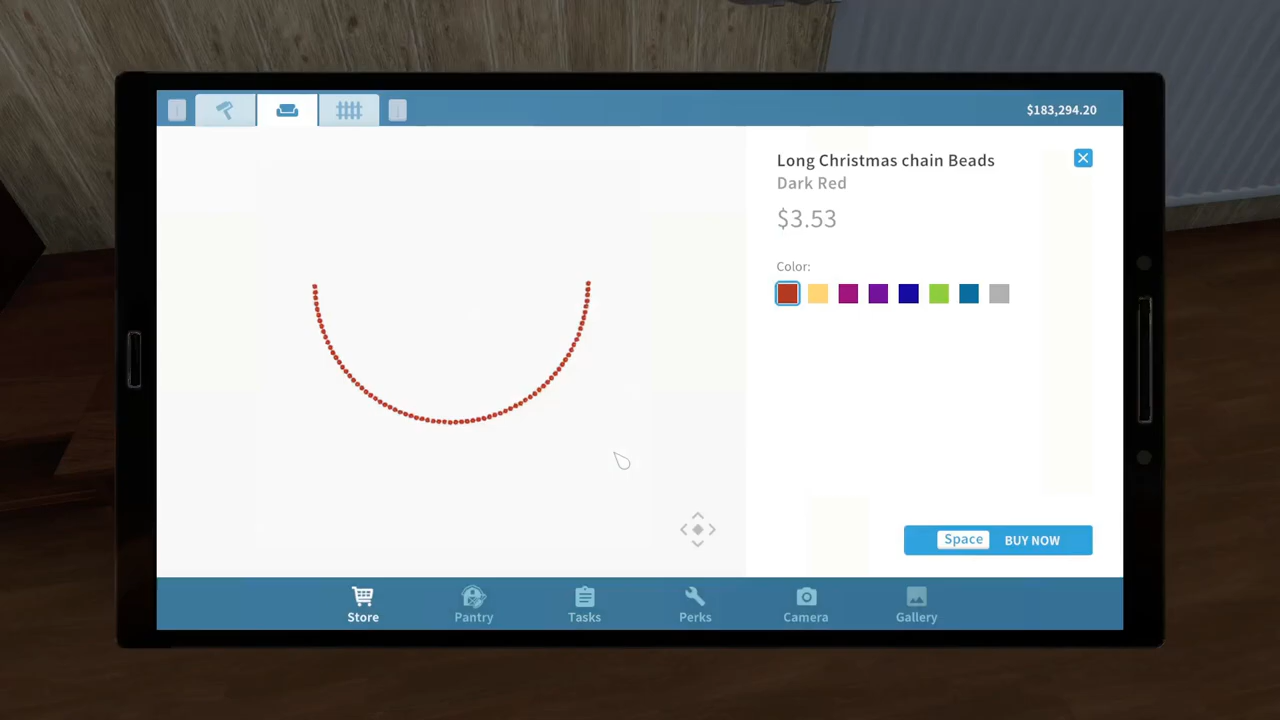 $183,294.20
Long Christmas chain Beads
Dark Red
$3.53
Color:
Space BUY NOW
Store Pantry Tasks Perks Camera Gallery